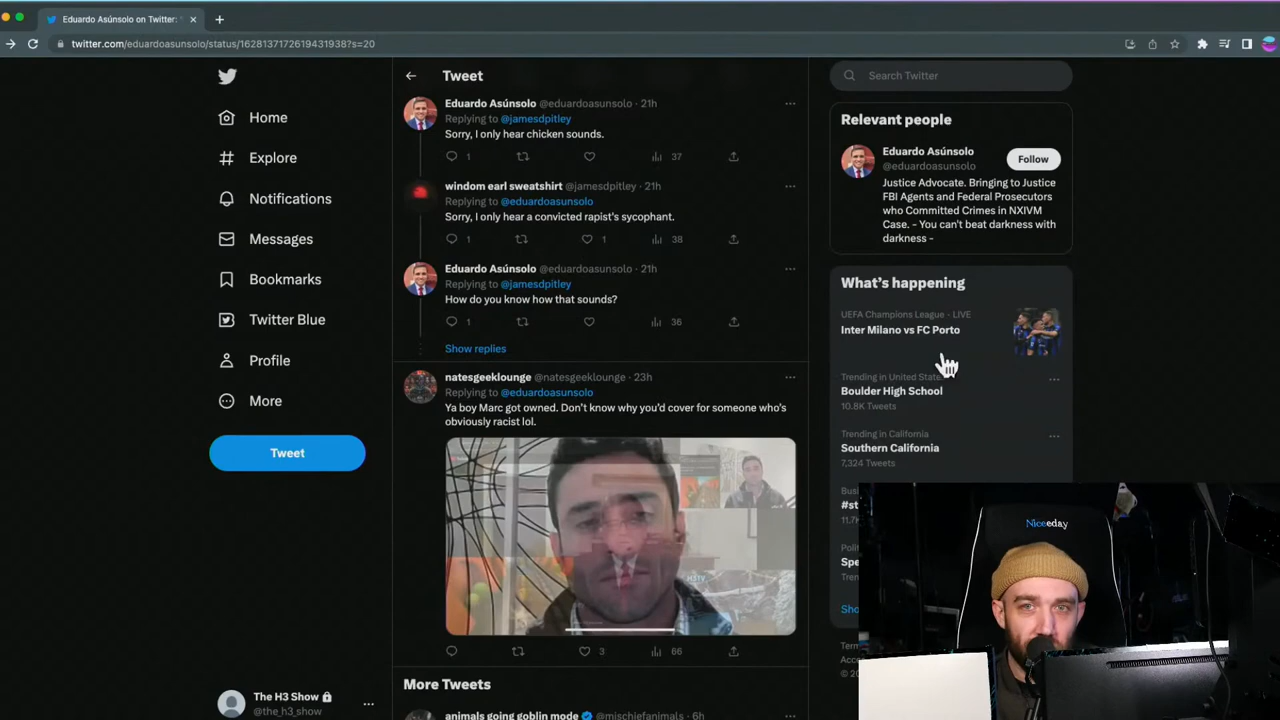 Eduardo Asúnsolo on Twitter: "
twitter.com/eduardoasunsolo/status/1628137172619431938?s=20
Home
Explore
Notifications
Messages
Bookmarks
Twitter Blue
Profile
More
Tweet
The H3 Show
@the_h3_show
Tweet
Eduardo Asúnsolo @eduardoasunsolo · 21h
Replying to @jamesdpitley
Sorry, I only hear chicken sounds.
1 37
windom earl sweatshirt @jamesdpitley · 21h
Replying to @eduardoasunsolo
Sorry, I only hear a convicted rapist's sycophant.
1 1 38
Eduardo Asúnsolo @eduardoasunsolo · 21h
Replying to @jamesdpitley
How do you know how that sounds?
1 36
Show replies
natesgeeklounge @natesgeeklounge · 23h
Replying to @eduardoasunsolo
Ya boy Marc got owned. Don't know why you'd cover for someone who's
obviously racist lol.
3 66
More Tweets
animals going goblin mode @mischiefanimals · 6h
Search Twitter
Relevant people
Eduardo Asúnsolo
@eduardoasunsolo
Follow
Justice Advocate. Bringing to Justice
FBI Agents and Federal Prosecutors
who Committed Crimes in NXIVM
Case. - You can't beat darkness with
darkness -
What's happening
UEFA Champions League · LIVE
Inter Milano vs FC Porto
Trending in United State
Boulder High School
10.8K Tweets
Trending in California
Southern California
7,324 Tweets
Niceeday